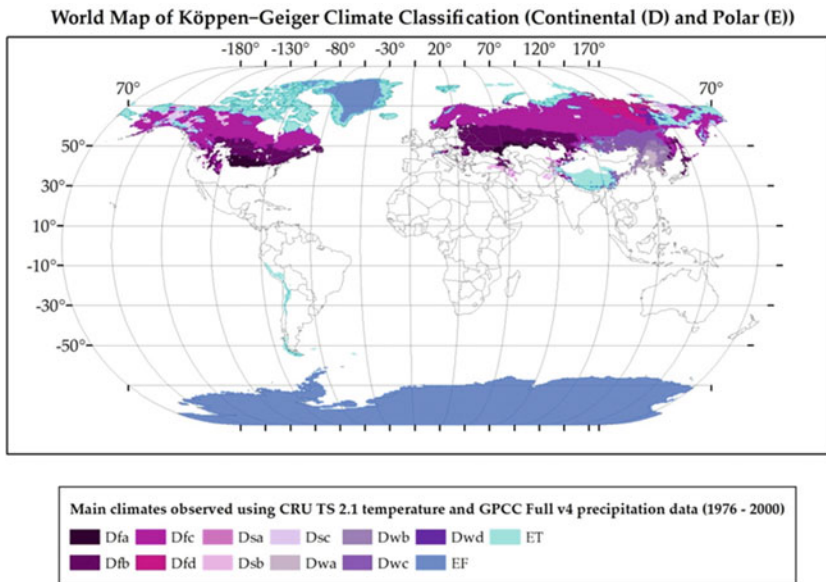 World Map of Köppen–Geiger Climate Classification (Continental (D) and Polar (E))
-180° -130° -80° -30° 20° 70° 120° 170°
70° 70°
50°
30°
10°
-10°
-30°
-50°
Main climates observed using CRU TS 2.1 temperature and GPCC Full v4 precipitation data (1976 - 2000)
Dfa Dfc Dsa Dsc Dwb Dwd ET
Dfb Dfd Dsb Dwa Dwc EF